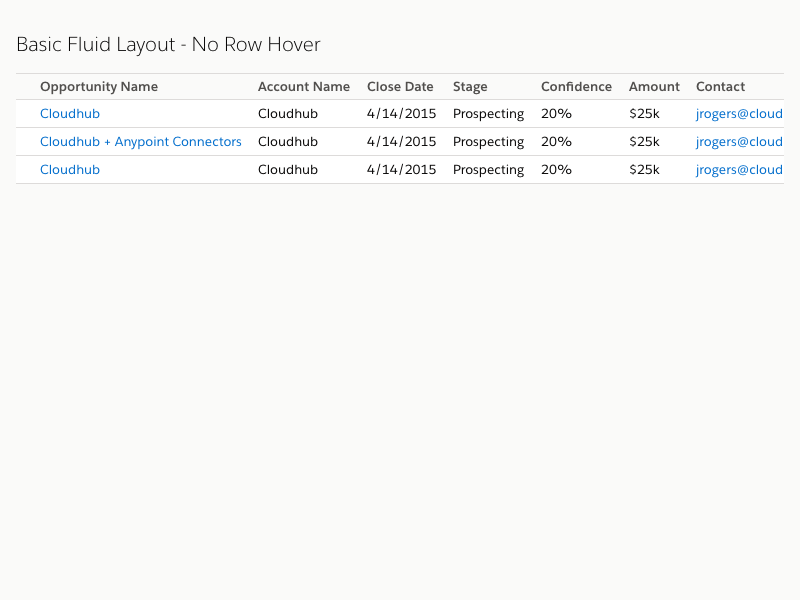 Basic Fluid Layout - No Row Hover
Opportunity Name Account Name Close Date Stage Confidence Amount Contact
Cloudhub Cloudhub 4/14/2015 Prospecting 20% $25k jrogers@cloud
Cloudhub + Anypoint Connectors Cloudhub 4/14/2015 Prospecting 20% $25k jrogers@cloud
Cloudhub Cloudhub 4/14/2015 Prospecting 20% $25k jrogers@cloud